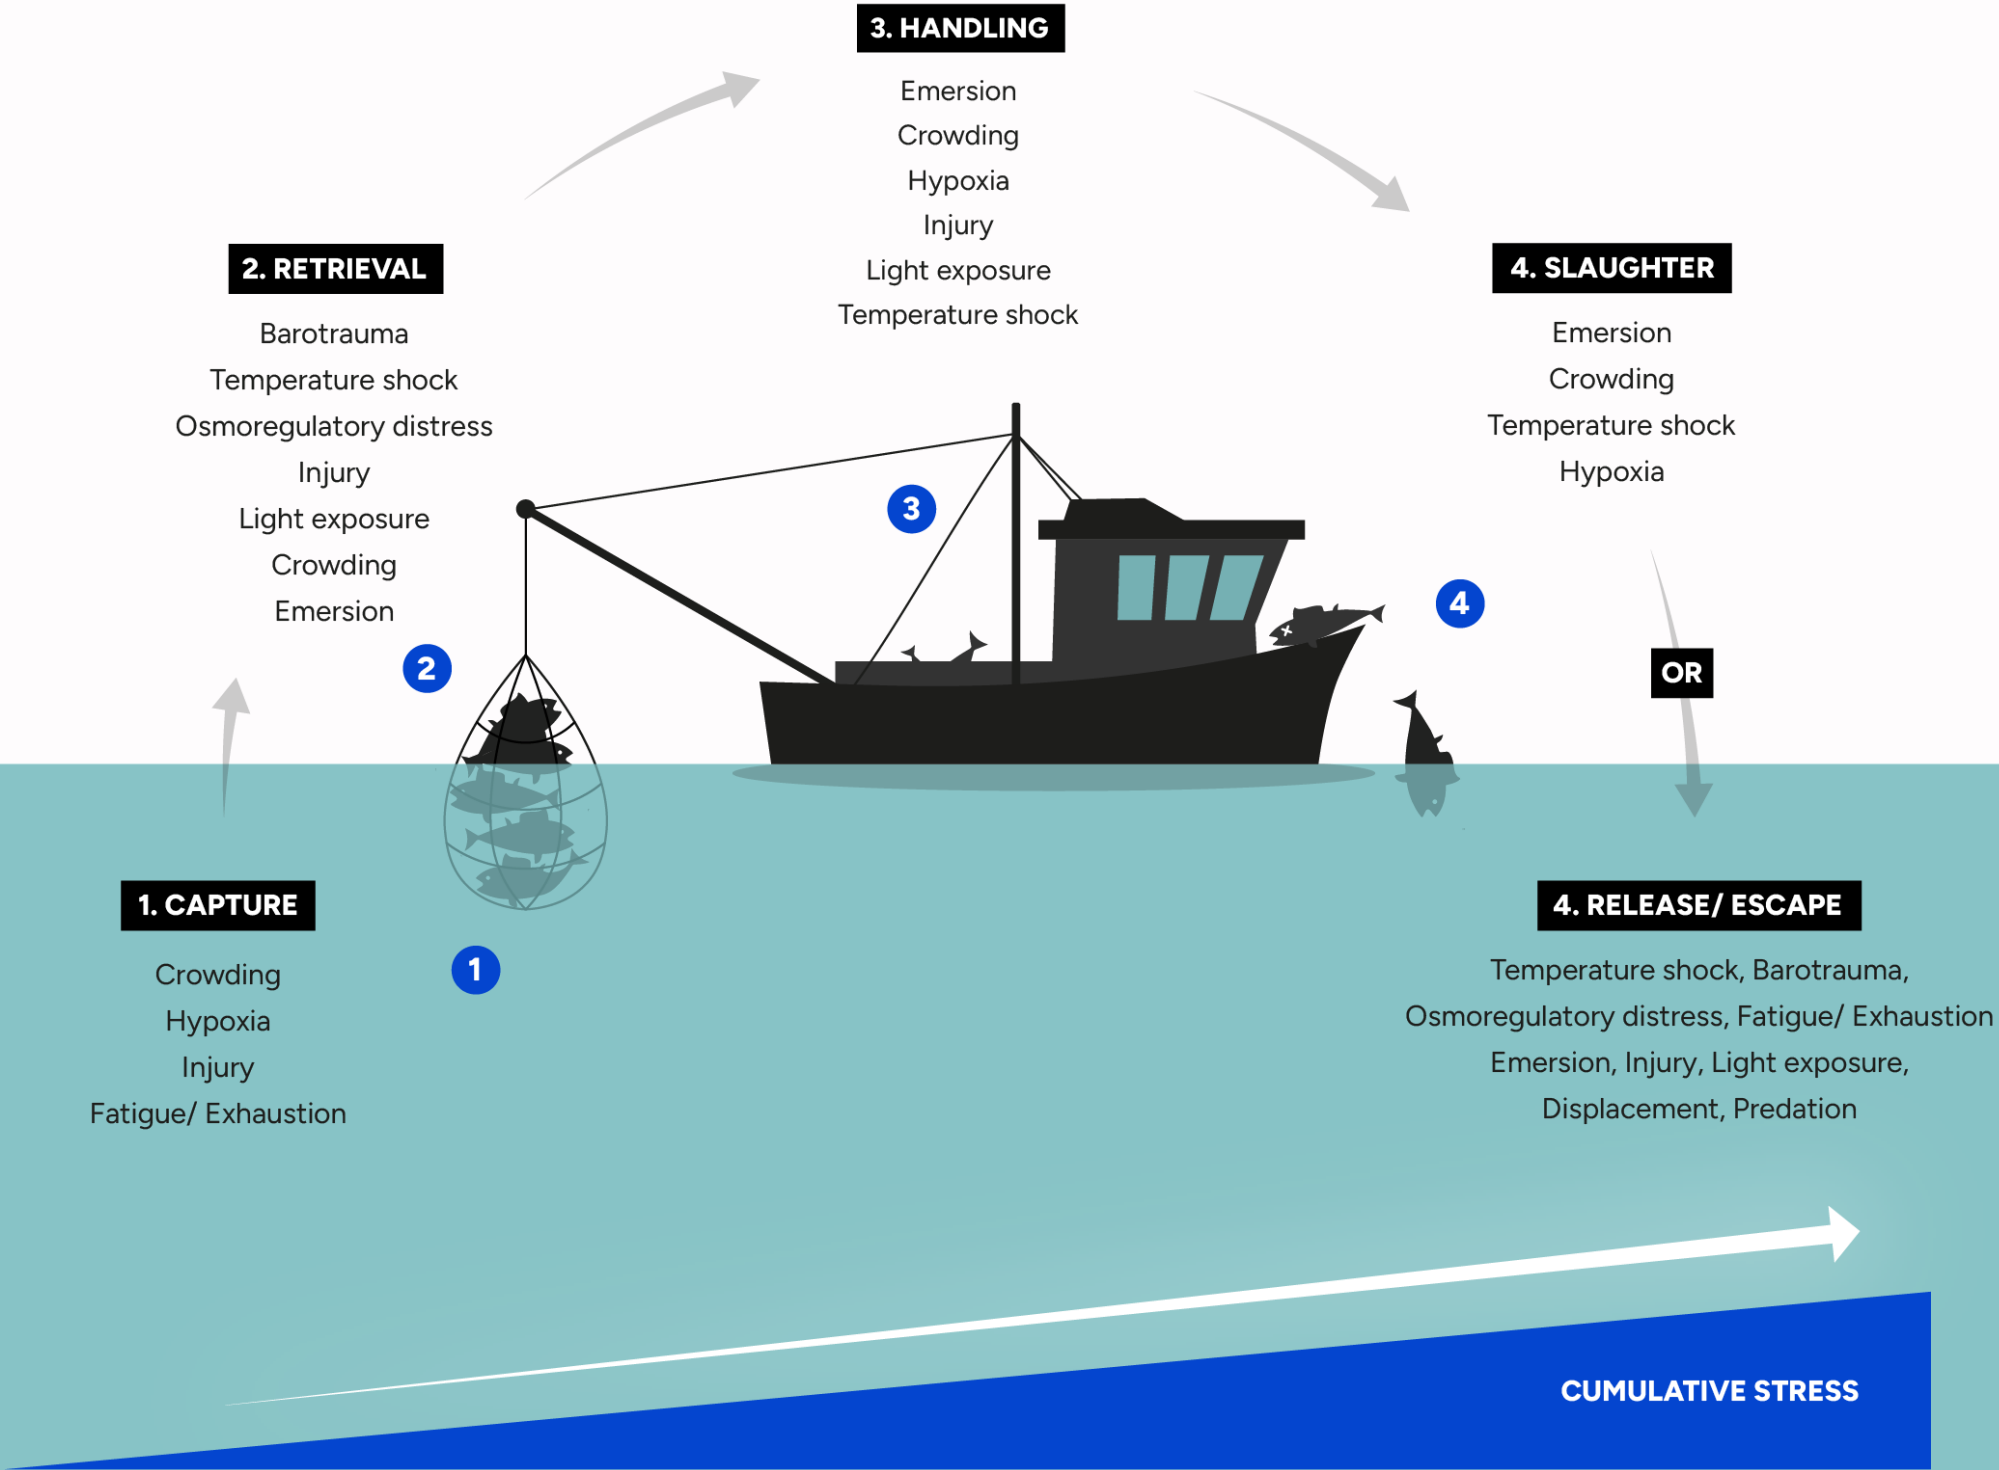 3. HANDLING
Emersion
Crowding
Hypoxia
Injury
Light exposure
Temperature shock
2. RETRIEVAL
Barotrauma
Temperature shock
Osmoregulatory distress
Injury
Light exposure
Crowding
Emersion
4. SLAUGHTER
Emersion
Crowding
Temperature shock
Hypoxia
3
4
2
OR
1. CAPTURE
Crowding
Hypoxia
Injury
Fatigue/ Exhaustion
1
4. RELEASE/ ESCAPE
Temperature shock, Barotrauma,
Osmoregulatory distress, Fatigue/ Exhaustion
Emersion, Injury, Light exposure,
Displacement, Predation
CUMULATIVE STRESS